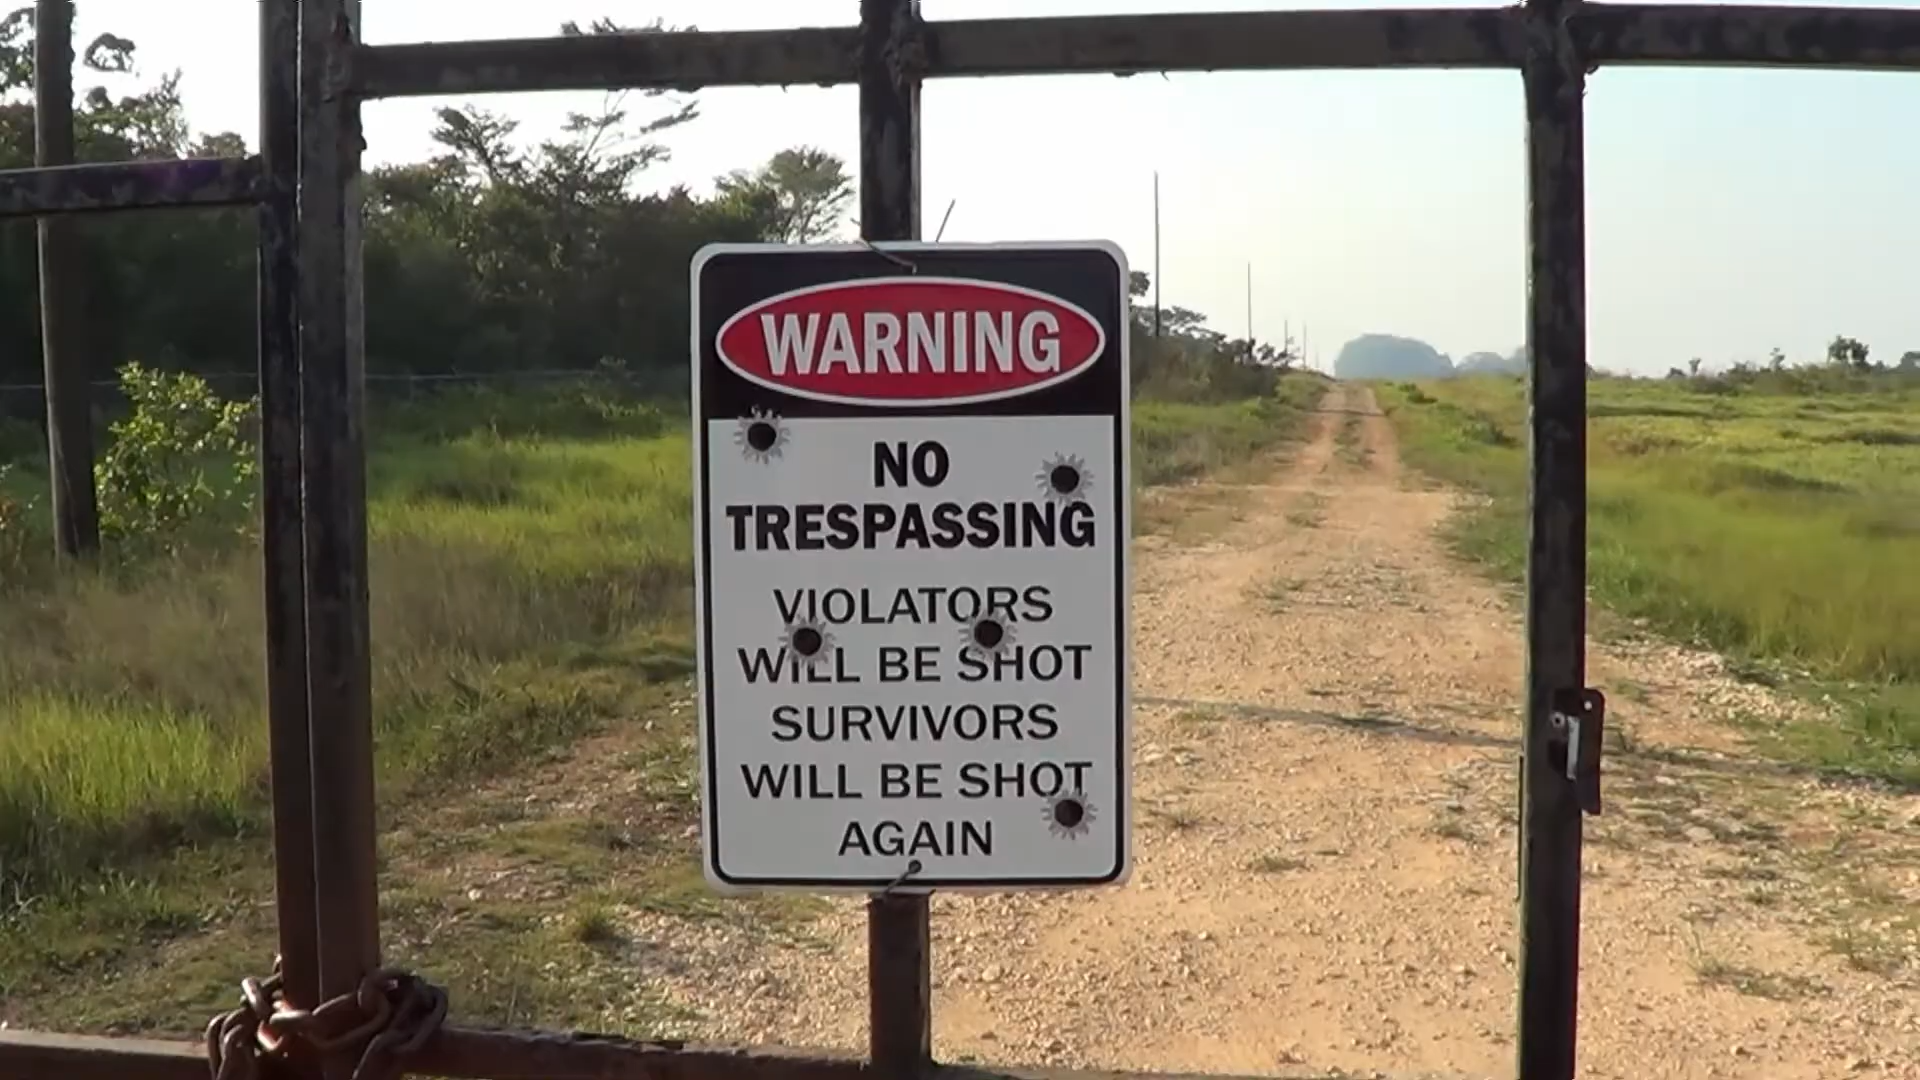 WARNING
NO
TRESPASSING
VIOLATORS
WILL BE SHOT
SURVIVORS
WILL BE SHOT
AGAIN